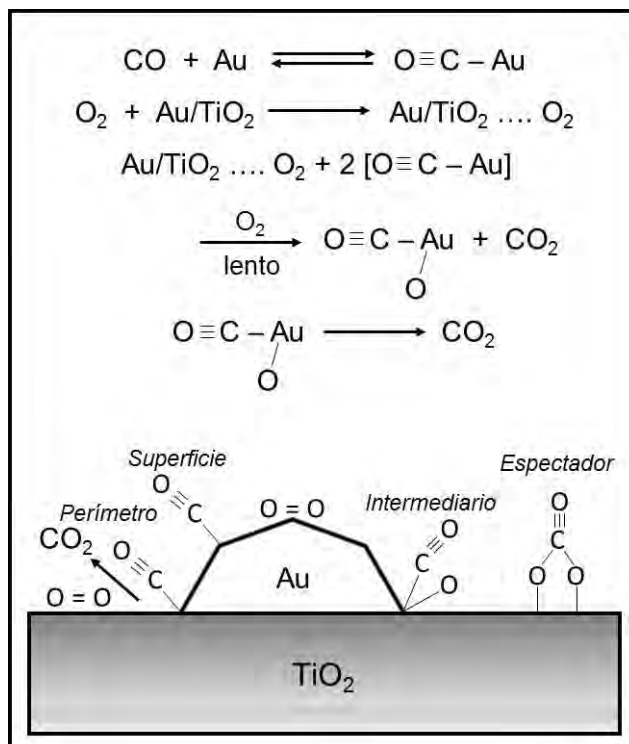 CO + Au ⇌ O≡C – Au
O₂ + Au/TiO₂ → Au/TiO₂ .... O₂
Au/TiO₂ .... O₂ + 2 [O≡C – Au]
O₂
lento
→ O≡C – Au + CO₂
O
O≡C – Au → CO₂
O
Superficie
Espectador
Perímetro
O≡C
O=O
Intermediario
O
CO₂
O≡C
O
C
O
C
O=O
Au
O
O O
TiO₂